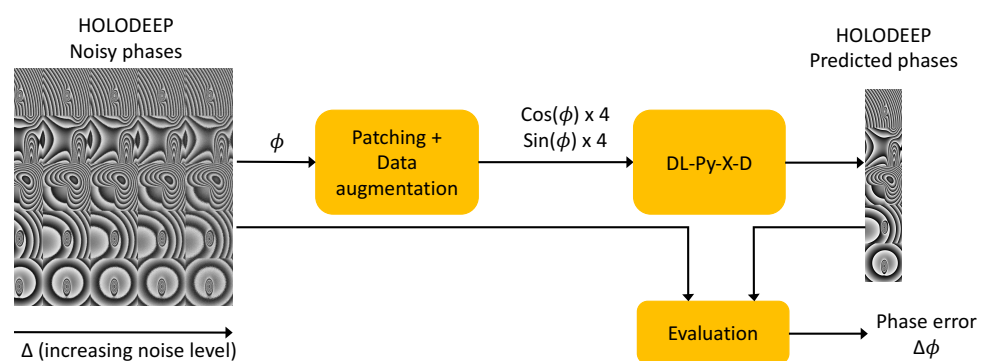 HOLODEEP
Noisy phases
ϕ
Patching +
Data
augmentation
Cos(ϕ) x 4
Sin(ϕ) x 4
DL-Py-X-D
HOLODEEP
Predicted phases
Δ (increasing noise level)
Evaluation
Phase error
Δϕ